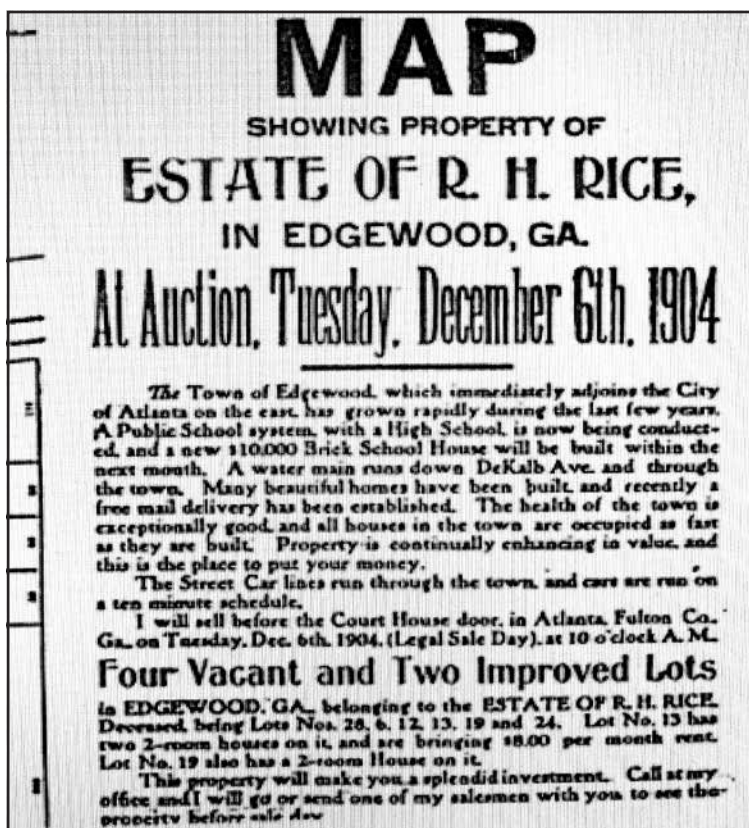 MAP
SHOWING PROPERTY OF
ESTATE OF R. H. RICE,
IN EDGEWOOD, GA.
At Auction, Tuesday, December 6th, 1904
The Town of Edgewood, which immediately adjoins the City
of Atlanta on the east, has grown rapidly during the last few years.
A Public School system, with a High School, is now being conduct-
ed, and a new $10,000 Brick School House will be built within the
next month. A water main runs down DeKalb Ave. and through
the town. Many beautiful homes have been built, and recently a
free mail delivery has been established. The health of the town is
exceptionally good, and all houses in the town are occupied as fast
as they are built. Property is continually enhancing in value, and
this is the place to put your money.
The Street Car lines run through the town, and cars are run on
a ten minute schedule.
I will sell before the Court House door, in Atlanta, Fulton Co.,
Ga., on Tuesday, Dec. 6th, 1904, (Legal Sale Day), at 10 o'clock A. M.,
Four Vacant and Two Improved Lots
in EDGEWOOD, GA., belonging to the ESTATE OF R. H. RICE,
Deceased, being Lots Nos. 28, 6, 12, 13, 19 and 24. Lot No. 13 has
two 2-room houses on it, and are bringing $8.00 per month rent.
Lot No. 19 also has a 2-room House on it.
This property will make you a splendid investment. Call at my
office and I will go or send one of my salesmen with you to see the
property before sale day